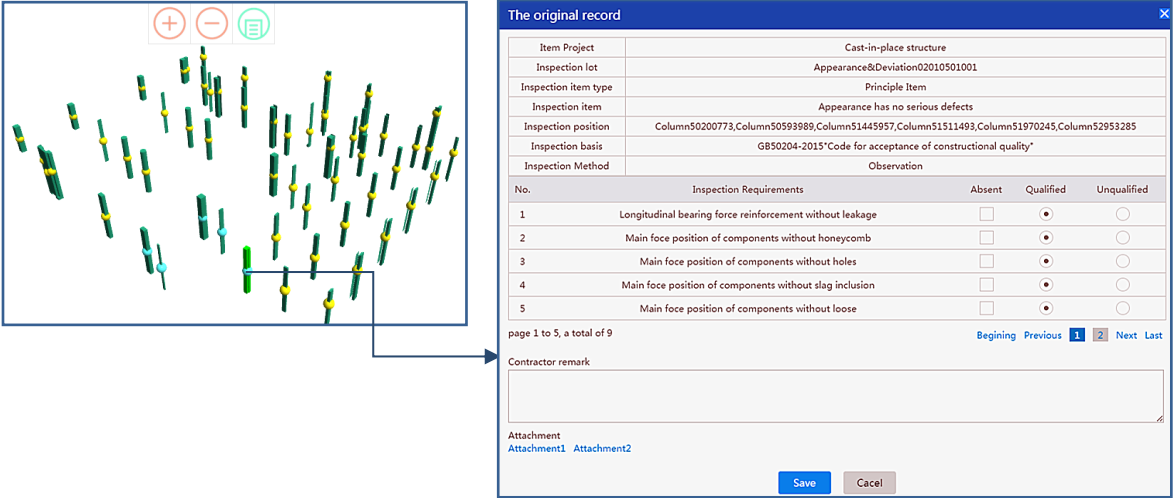 The original record
Item Project Cast-in-place structure
Inspection lot Appearance&Deviation02010501001
Inspection item type Principle Item
Inspection item Appearance has no serious defects
Inspection position Column50200773,Column50593989,Column51445957,Column51511493,Column51970245,Column52953285
Inspection basis GB50204-2015"Code for acceptance of constructional quality"
Inspection Method Observation
No. Inspection Requirements Absent Qualified Unqualified
1 Longitudinal bearing force reinforcement without leakage
2 Main foce position of components without honeycomb
3 Main foce position of components without holes
4 Main foce position of components without slag inclusion
5 Main foce position of components without loose
page 1 to 5, a total of 9
Begining Previous 1 2 Next Last
Contractor remark
Attachment
Attachment1 Attachment2
Save Cacel